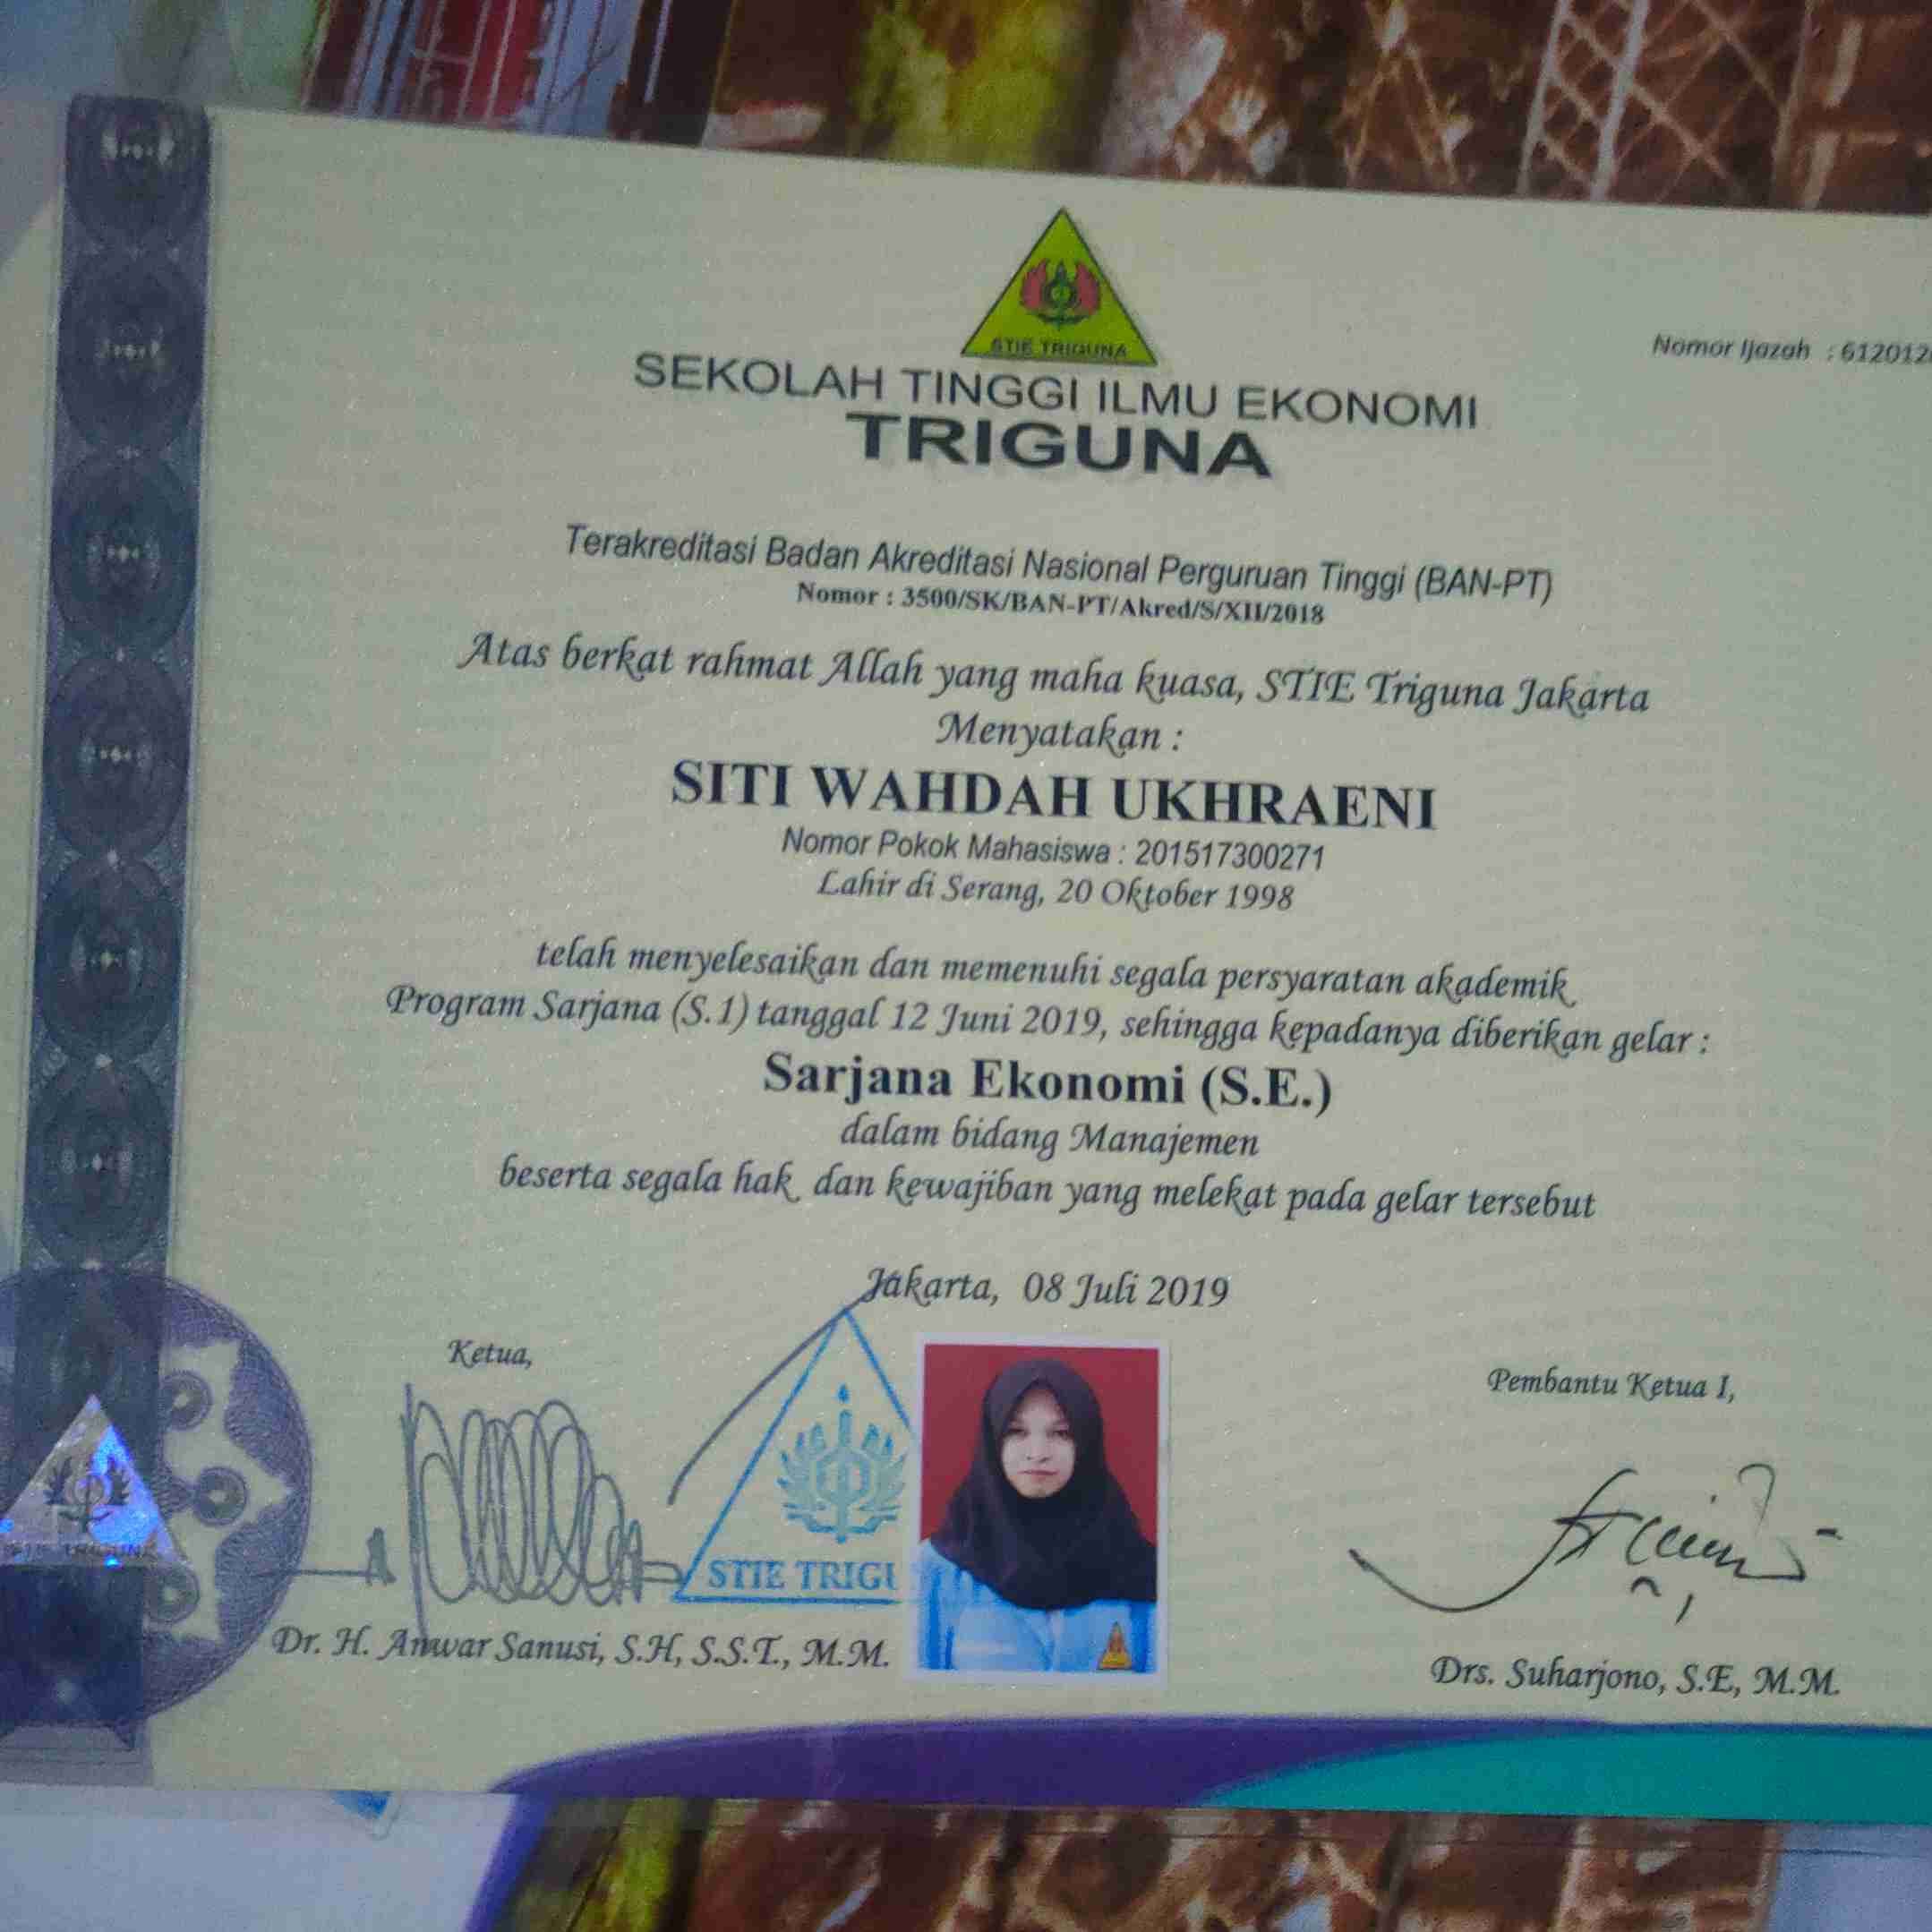 STIE TRIGUNA
Nomor Ijazah : 612012
SEKOLAH TINGGI ILMU EKONOMI
TRIGUNA
Terakreditasi Badan Akreditasi Nasional Perguruan Tinggi (BAN-PT)
Nomor : 3500/SK/BAN-PT/Akred/S/XII/2018
Atas berkat rahmat Allah yang maha kuasa, STIE Triguna Jakarta
Menyatakan :
SITI WAHDAH UKHRAENI
Nomor Pokok Mahasiswa : 201517300271
Lahir di Serang, 20 Oktober 1998
telah menyelesaikan dan memenuhi segala persyaratan akademik
Program Sarjana (S.1) tanggal 12 Juni 2019, sehingga kepadanya diberikan gelar :
Sarjana Ekonomi (S.E.)
dalam bidang Manajemen
beserta segala hak dan kewajiban yang melekat pada gelar tersebut
Jakarta, 08 Juli 2019
Ketua,
Pembantu Ketua I,
STIE TRIGUNA
STIE TRIGU
Dr. H. Anwar Sanusi, S.H, S.S.T., M.M.
Drs. Suharjono, S.E, M.M.